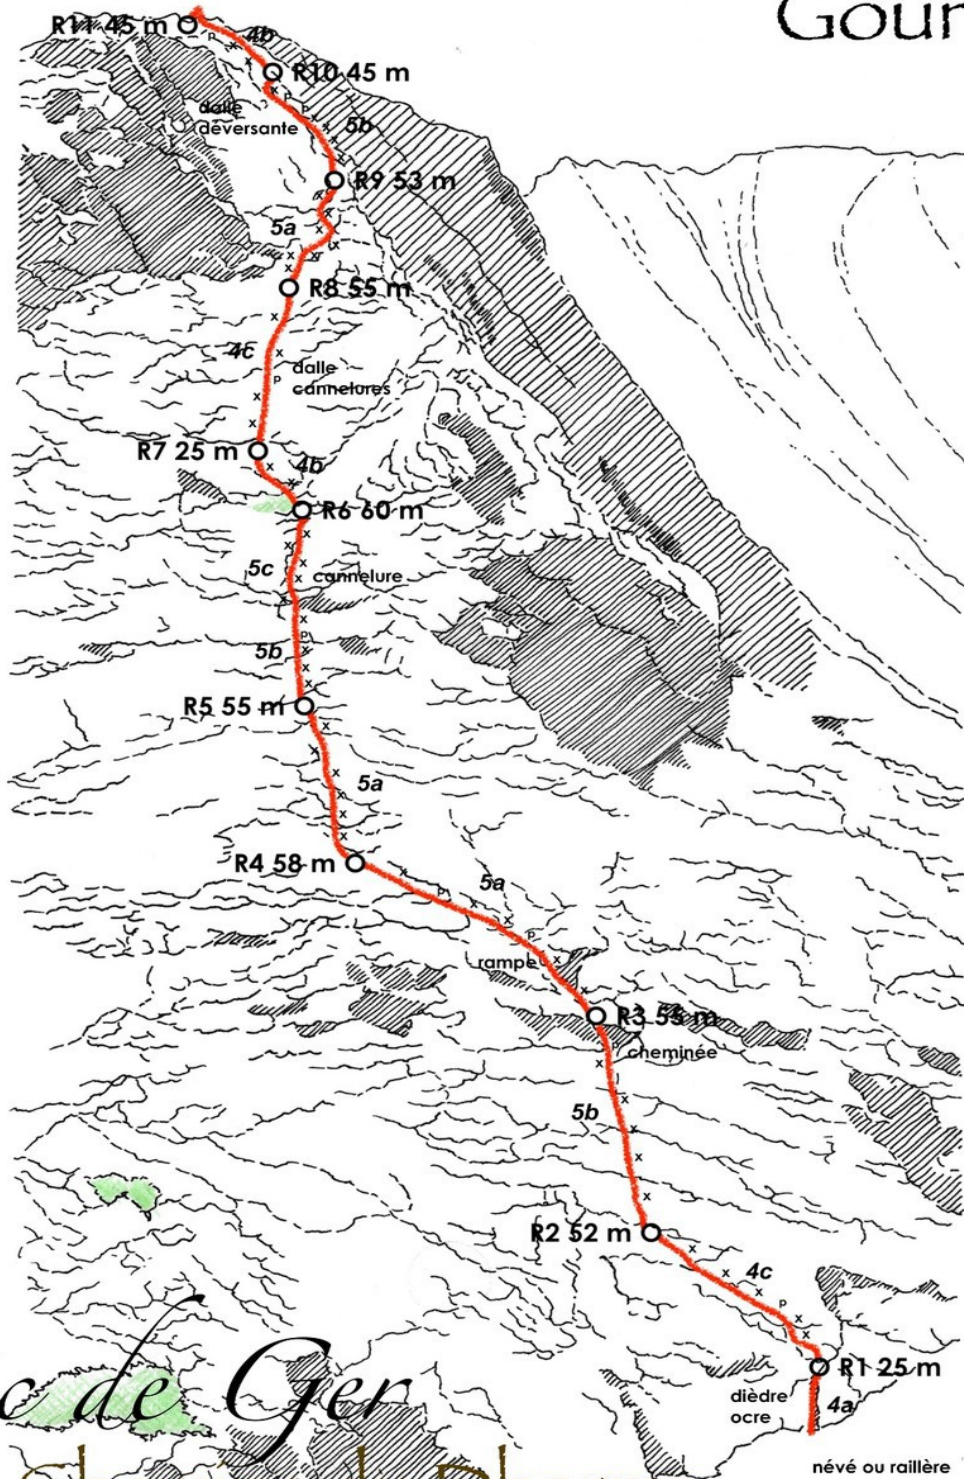 Gour
R11 45 m
4b
R10 45 m
dalle
déversante
5b
R9 53 m
5a
R8 55 m
4c
dalle
cannelures
R7 25 m
4b
R6 60 m
5c
cannelure
5b
R5 55 m
5a
R4 58 m
5a
rampe
R3 55 m
cheminée
5b
R2 52 m
4c
R1 25 m
dièdre
ocre
4a
c de Ger
névé ou raillère